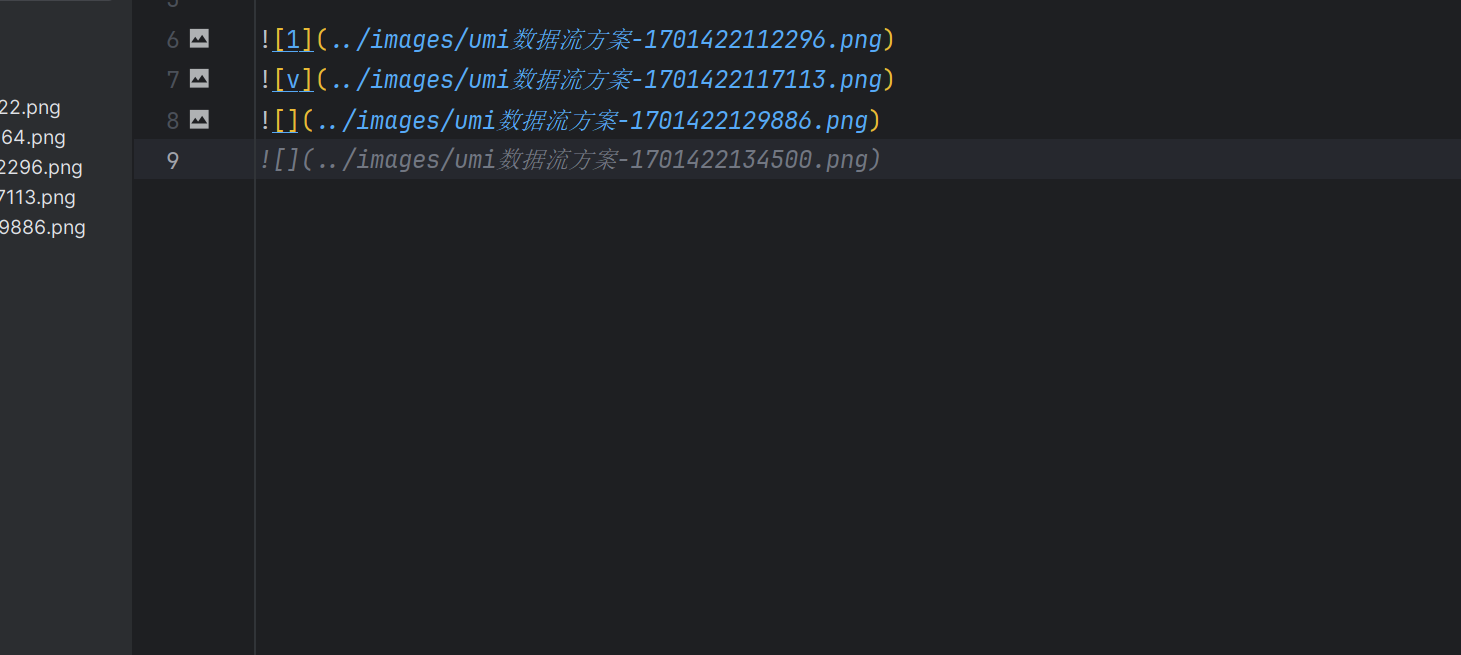 22.png
64.png
2296.png
7113.png
9886.png
6 ![1](../images/umi数据流方案-1701422112296.png)
7 ![v](../images/umi数据流方案-1701422117113.png)
8 ![](../images/umi数据流方案-1701422129886.png)
9 ![](../images/umi数据流方案-1701422134500.png)